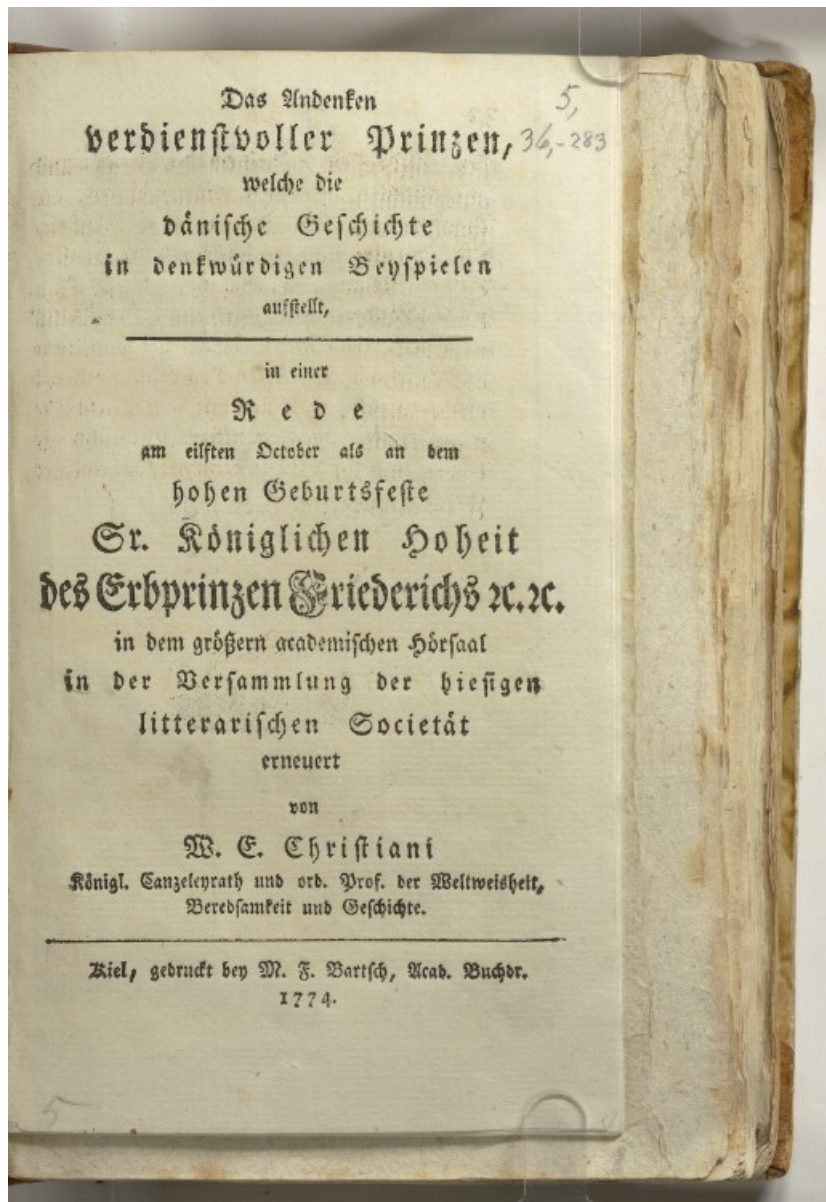 Das Andenken
verdienstvoller Prinzen,
welche die
dänische Geschichte
in denkwürdigen Beyspielen
aufstellt,
in einer
Rede
am eilften October als an dem
hohen Geburtsfeste
Sr. Königlichen Hoheit
des Erbprinzen Friederichs ꝛc. ꝛc.
in dem größern academischen Hörsaal
in der Versammlung der hiesigen
litterarischen Societät
erneuert
von
W. E. Christiani
Königl. Canzeleyrath und ord. Prof. der Weltweisheit,
Beredsamkeit und Geschichte.
Kiel, gedruckt bey M. F. Bartsch, Acad. Buchdr.
1774.
5,
36,-283
5